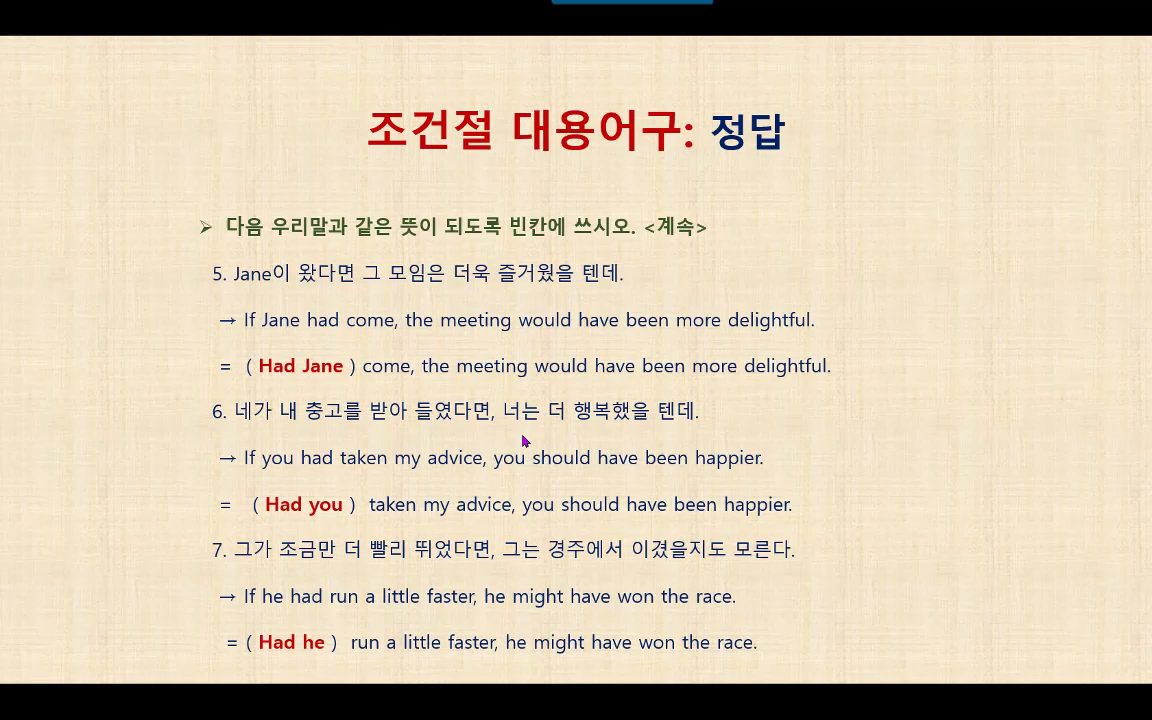 조건절 대용어구: 정답
➢ 다음 우리말과 같은 뜻이 되도록 빈칸에 쓰시오. <계속>
5. Jane이 왔다면 그 모임은 더욱 즐거웠을 텐데.
→ If Jane had come, the meeting would have been more delightful.
= ( Had Jane ) come, the meeting would have been more delightful.
6. 네가 내 충고를 받아 들였다면, 너는 더 행복했을 텐데.
→ If you had taken my advice, you should have been happier.
= ( Had you ) taken my advice, you should have been happier.
7. 그가 조금만 더 빨리 뛰었다면, 그는 경주에서 이겼을지도 모른다.
→ If he had run a little faster, he might have won the race.
= ( Had he ) run a little faster, he might have won the race.